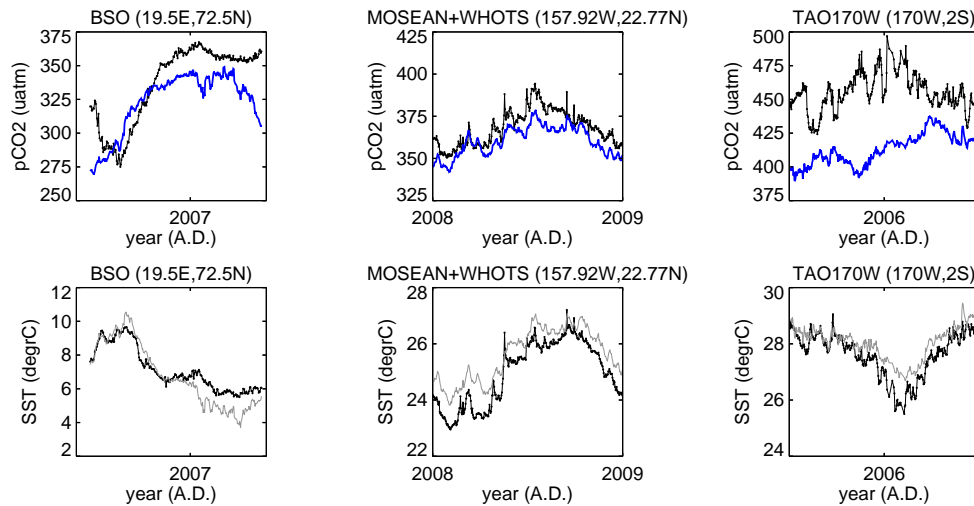 BSO (19.5E,72.5N)
375
350
325
300
275
250
pCO2 (uatm)
2007
year (A.D.)
MOSEAN+WHOTS (157.92W,22.77N)
425
400
375
350
325
pCO2 (uatm)
2008
2009
year (A.D.)
TAO170W (170W,2S)
500
475
450
425
400
375
pCO2 (uatm)
2006
year (A.D.)
BSO (19.5E,72.5N)
12
10
8
6
4
2
SST (degrC)
2007
year (A.D.)
MOSEAN+WHOTS (157.92W,22.77N)
28
26
24
22
SST (degrC)
2008
2009
year (A.D.)
TAO170W (170W,2S)
30
28
26
24
SST (degrC)
2006
year (A.D.)